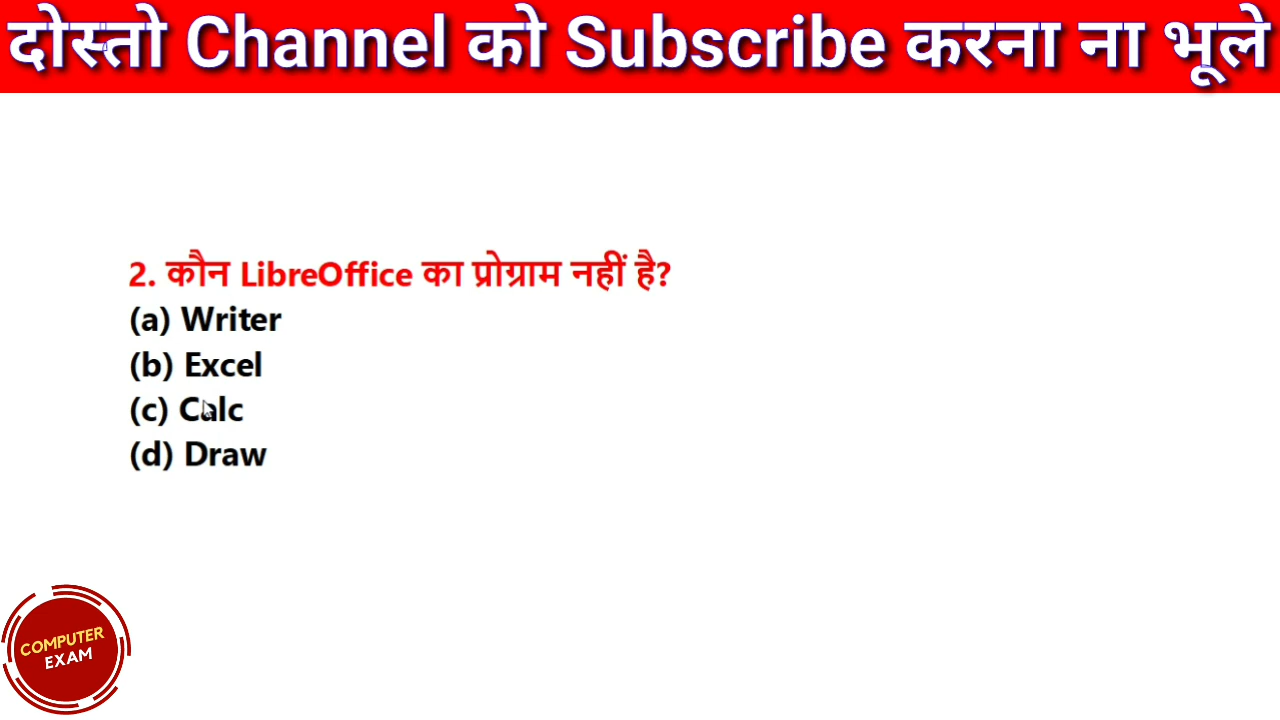 दोस्तो Channel को Subscribe करना ना भूले
2. कौन LibreOffice का प्रोग्राम नहीं है?
(a) Writer
(b) Excel
(c) Calc
(d) Draw
COMPUTER
EXAM